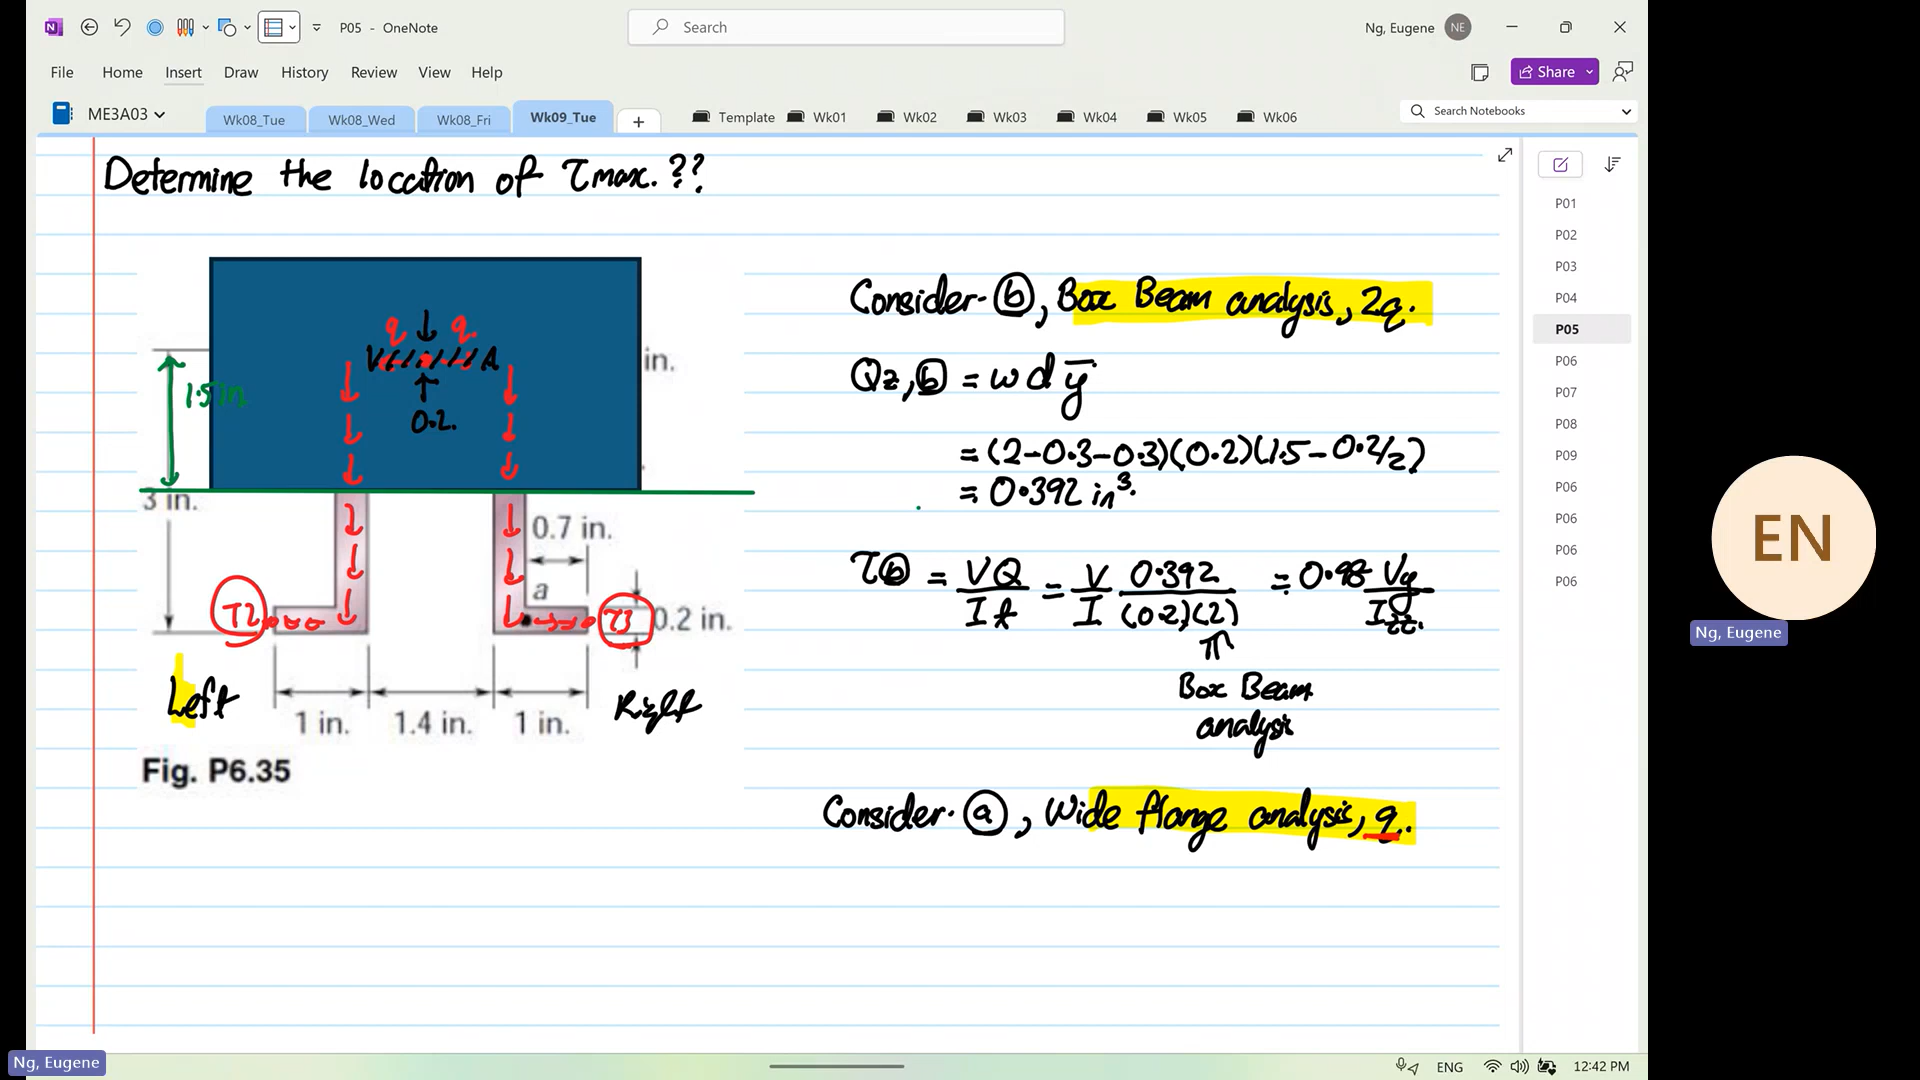 P05 - OneNote
Search
Ng, Eugene
NE
File Home Insert Draw History Review View Help
Share
ME3A03
Wk08_Tue Wk08_Wed Wk08_Fri Wk09_Tue + Template Wk01 Wk02 Wk03 Wk04 Wk05 Wk06
Search Notebooks
Determine the location of τmax.??
q q
in.
1.5in
0.2.
3 in.
0.7 in.
a
0.2 in.
τ2
τ3
Left
Right
1 in. 1.4 in. 1 in.
Fig. P6.35
Consider ⓑ, Box Beam analysis, 2q.
Qz,ⓑ = w d ȳ
= (2-0.3-0.3)(0.2)(1.5-0.2/2)
= 0.392 in³.
τⓑ = VQ/It = V/I 0.392/(0.2)(2) = 0.98 Vy/Izz.
Box Beam
analysis
Consider ⓐ, Wide flange analysis, q.
P01
P02
P03
P04
P05
P06
P07
P08
P09
P06
P06
P06
P06
EN
Ng, Eugene
Ng, Eugene
ENG
12:42 PM